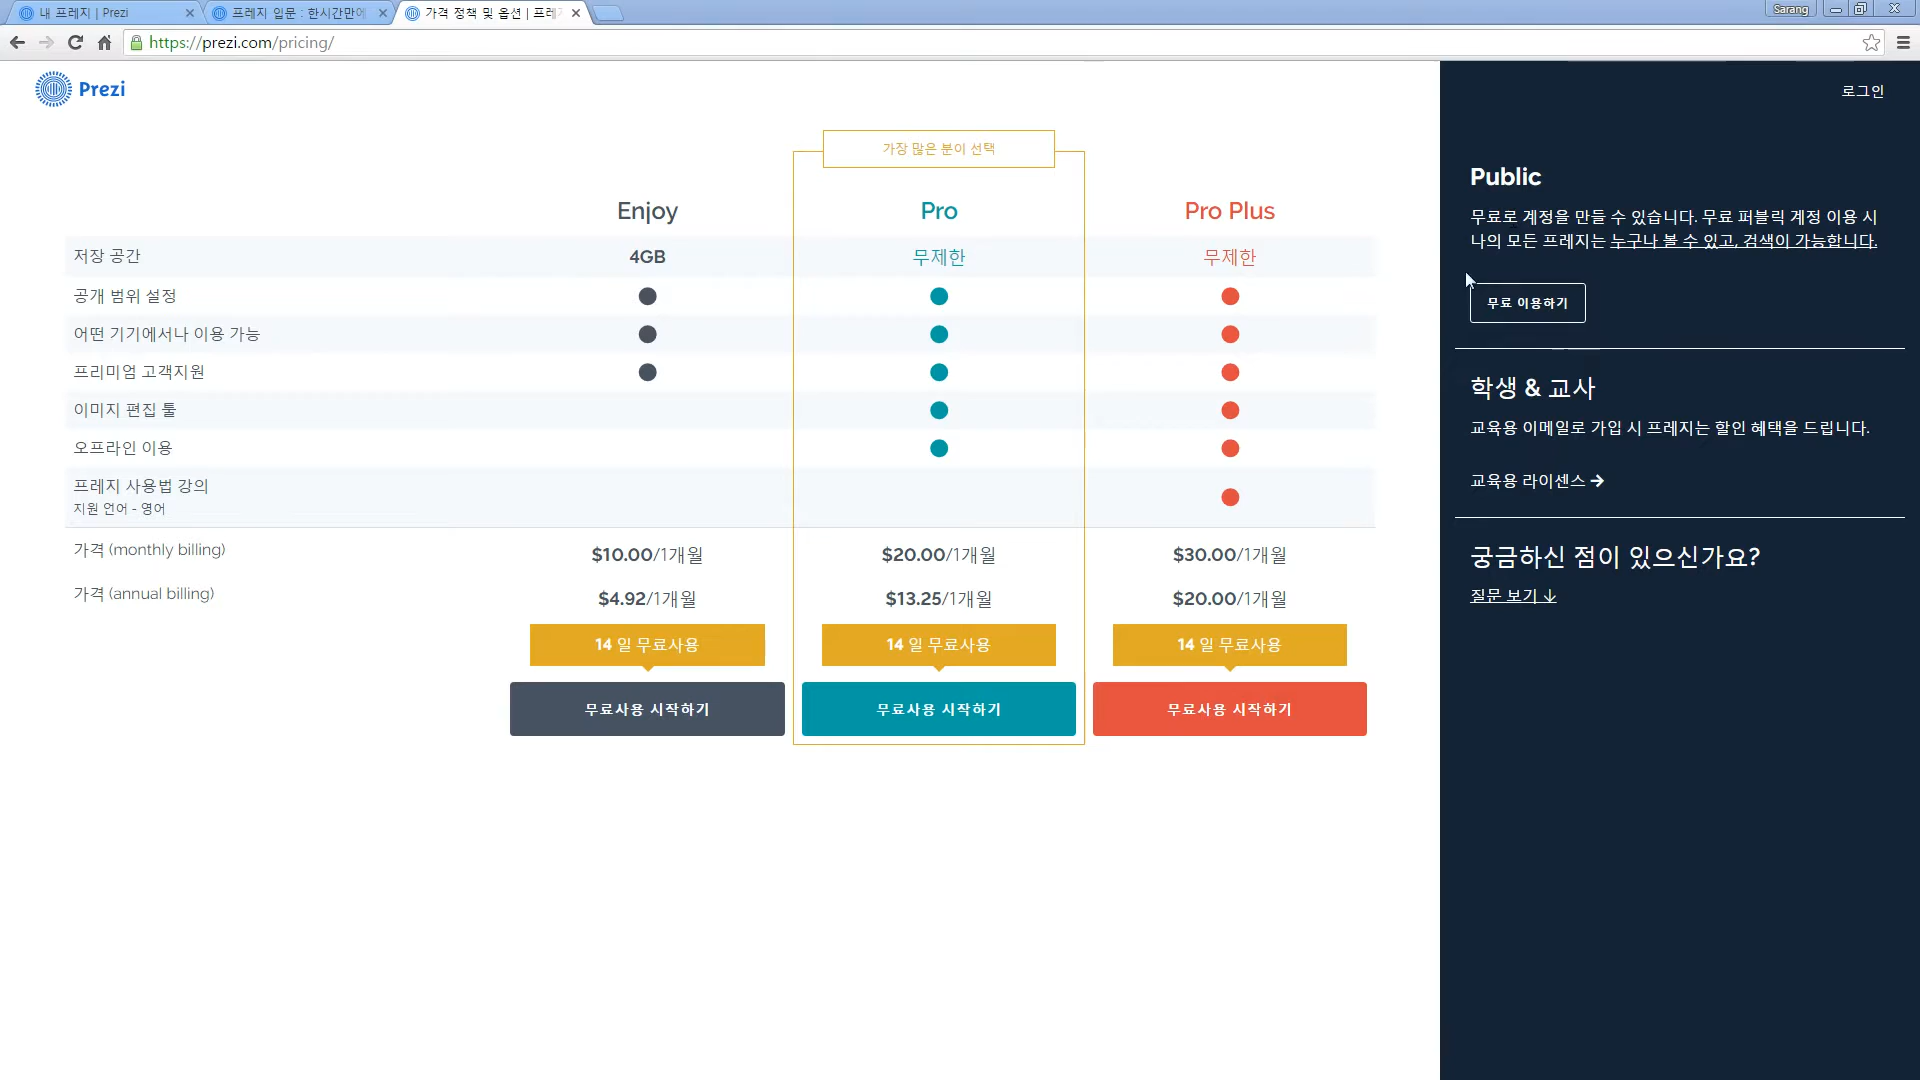 내 프레지 | Prezi
프레지 입문 : 한시간만에
가격 정책 및 옵션 | 프레
Sarang
https://prezi.com/pricing/
Prezi
로그인
가장 많은 분이 선택
Enjoy
Pro
Pro Plus
저장 공간
4GB
무제한
무제한
공개 범위 설정
어떤 기기에서나 이용 가능
프리미엄 고객지원
이미지 편집 툴
오프라인 이용
프레지 사용법 강의
지원 언어 - 영어
가격 (monthly billing)
$10.00/1개월
$20.00/1개월
$30.00/1개월
가격 (annual billing)
$4.92/1개월
$13.25/1개월
$20.00/1개월
14 일 무료사용
14 일 무료사용
14 일 무료사용
무료사용 시작하기
무료사용 시작하기
무료사용 시작하기
Public
무료로 계정을 만들 수 있습니다. 무료 퍼블릭 계정 이용 시
나의 모든 프레지는 누구나 볼 수 있고, 검색이 가능합니다.
무료 이용하기
학생 & 교사
교육용 이메일로 가입 시 프레지는 할인 혜택을 드립니다.
교육용 라이센스 →
궁금하신 점이 있으신가요?
질문 보기 ↓